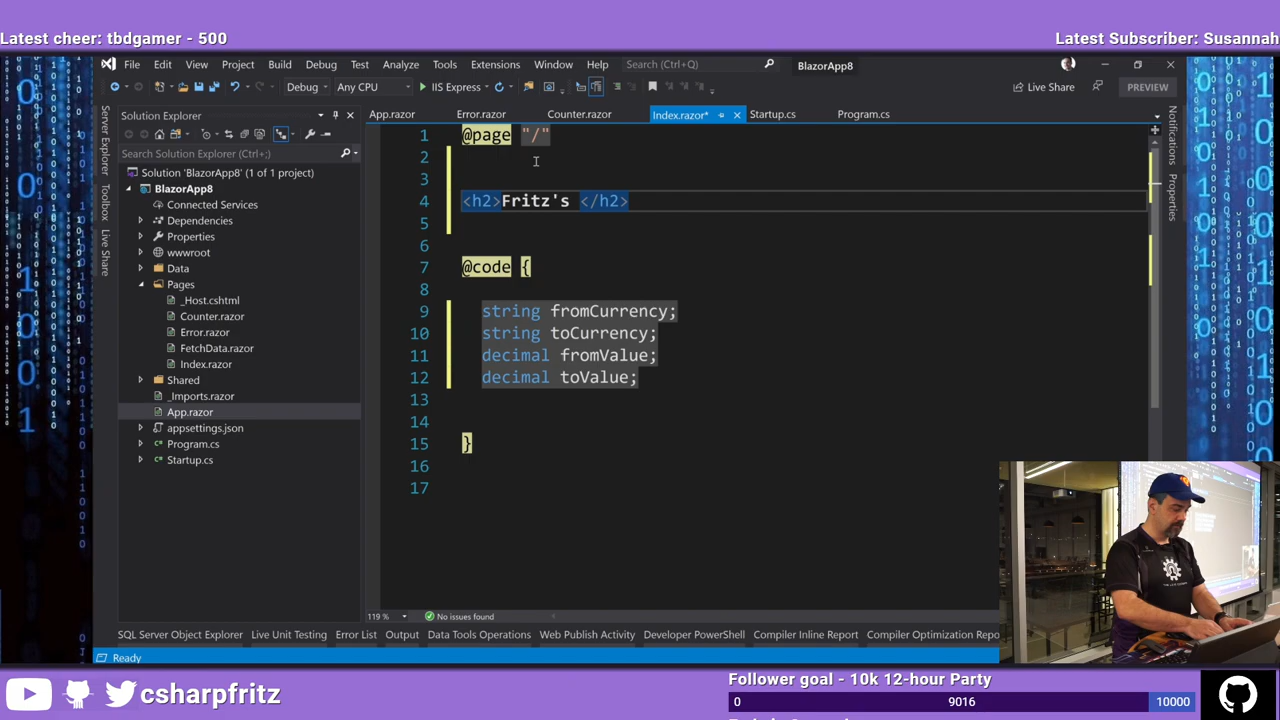 Latest cheer: tbdgamer - 500
Latest Subscriber: Susannah
File Edit View Project Build Debug Test Analyze Tools Extensions Window Help Search (Ctrl+Q) BlazorApp8
Debug Any CPU IIS Express Live Share PREVIEW
Server Explorer
Toolbox
Live Share
Solution Explorer
Search Solution Explorer (Ctrl+;)
Solution 'BlazorApp8' (1 of 1 project)
BlazorApp8
Connected Services
Dependencies
Properties
wwwroot
Data
Pages
_Host.cshtml
Counter.razor
Error.razor
FetchData.razor
Index.razor
Shared
_Imports.razor
App.razor
appsettings.json
Program.cs
Startup.cs
App.razor Error.razor Counter.razor Index.razor* Startup.cs Program.cs
1 @page "/"
2
3
4 <h2>Fritz's </h2>
5
6
7 @code {
8
9 string fromCurrency;
10 string toCurrency;
11 decimal fromValue;
12 decimal toValue;
13
14
15 }
16
17
Notifications
Properties
119 % No issues found
SQL Server Object Explorer Live Unit Testing Error List Output Data Tools Operations Web Publish Activity Developer PowerShell Compiler Inline Report Compiler Optimization Repo
Ready
csharpfritz
Follower goal - 10k 12-hour Party
0 9016 10000